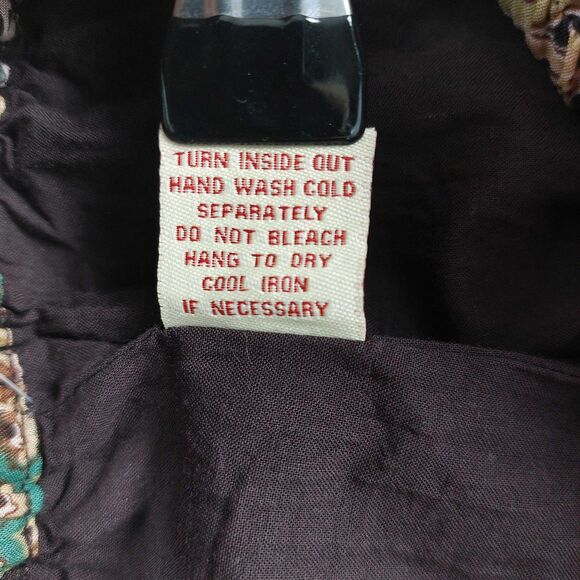 TURN INSIDE OUT
HAND WASH COLD
SEPARATELY
DO NOT BLEACH
HANG TO DRY
COOL IRON
IF NECESSARY